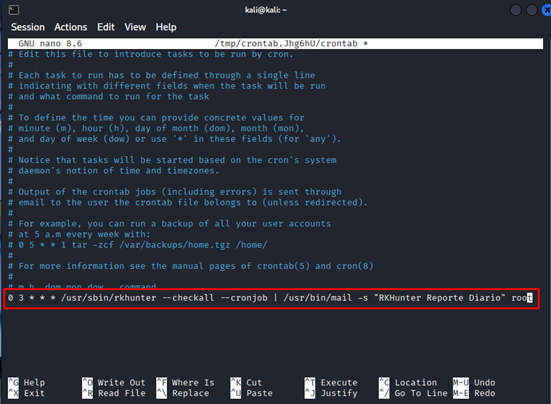 kali@kali: ~
Session Actions Edit View Help
GNU nano 8.6 /tmp/crontab.Jhg6hU/crontab *
# Edit this file to introduce tasks to be run by cron.
#
# Each task to run has to be defined through a single line
# indicating with different fields when the task will be run
# and what command to run for the task
#
# To define the time you can provide concrete values for
# minute (m), hour (h), day of month (dom), month (mon),
# and day of week (dow) or use '*' in these fields (for 'any').
#
# Notice that tasks will be started based on the cron's system
# daemon's notion of time and timezones.
#
# Output of the crontab jobs (including errors) is sent through
# email to the user the crontab file belongs to (unless redirected).
#
# For example, you can run a backup of all your user accounts
# at 5 a.m every week with:
# 0 5 * * 1 tar -zcf /var/backups/home.tgz /home/
#
# For more information see the manual pages of crontab(5) and cron(8)
#
# m h dom mon dow command
0 3 * * * /usr/sbin/rkhunter --checkall --cronjob | /usr/bin/mail -s "RKHunter Reporte Diario" root
^G Help ^O Write Out ^F Where Is ^K Cut ^T Execute ^C Location M-U Undo
^X Exit ^R Read File ^\ Replace ^U Paste ^J Justify ^/ Go To Line M-E Redo